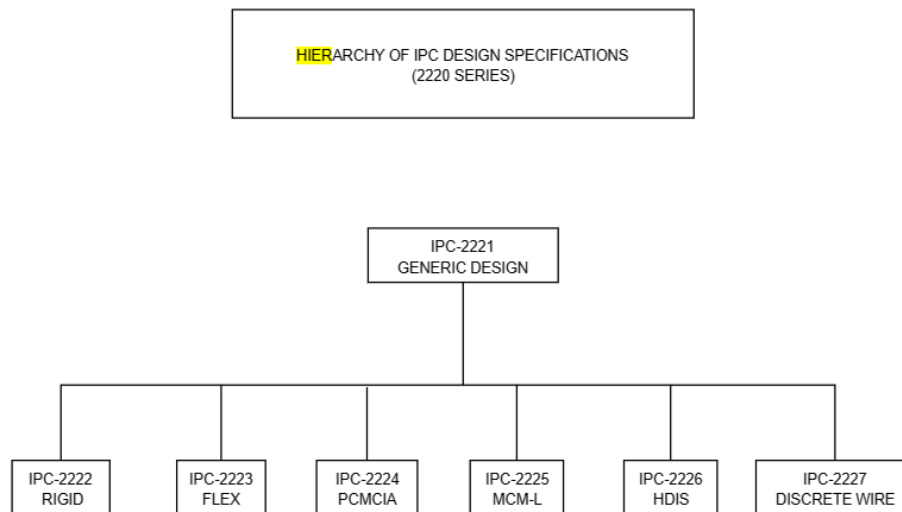 HIERARCHY OF IPC DESIGN SPECIFICATIONS
(2220 SERIES)
IPC-2221
GENERIC DESIGN
IPC-2222
RIGID
IPC-2223
FLEX
IPC-2224
PCMCIA
IPC-2225
MCM-L
IPC-2226
HDIS
IPC-2227
DISCRETE WIRE